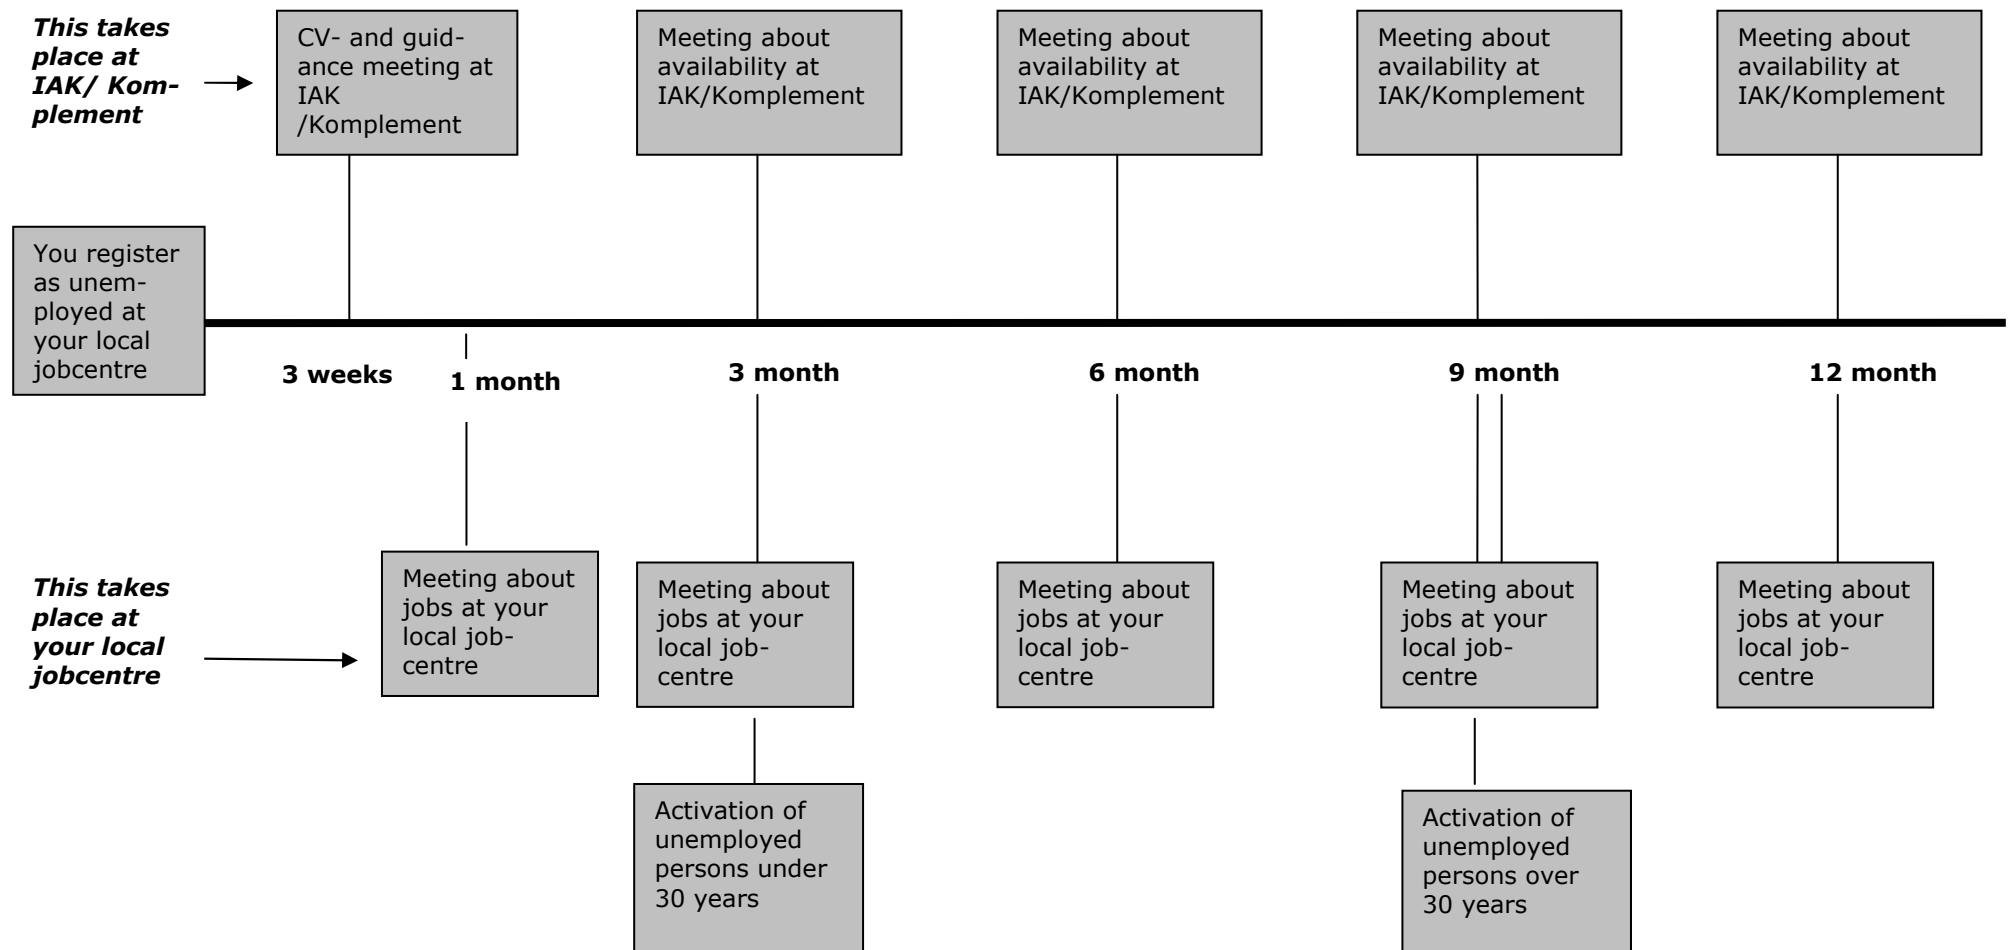 This takes
place at
IAK/ Kom-
plement
CV- and guid-
ance meeting at
IAK
/Komplement
Meeting about
availability at
IAK/Komplement
Meeting about
availability at
IAK/Komplement
Meeting about
availability at
IAK/Komplement
Meeting about
availability at
IAK/Komplement
You register
as unem-
ployed at
your local
jobcentre
3 weeks
1 month
3 month
6 month
9 month
12 month
This takes
place at
your local
jobcentre
Meeting about
jobs at your
local job-
centre
Meeting about
jobs at your
local job-
centre
Meeting about
jobs at your
local job-
centre
Meeting about
jobs at your
local job-
centre
Meeting about
jobs at your
local job-
centre
Activation of
unemployed
persons under
30 years
Activation of
unemployed
persons over
30 years